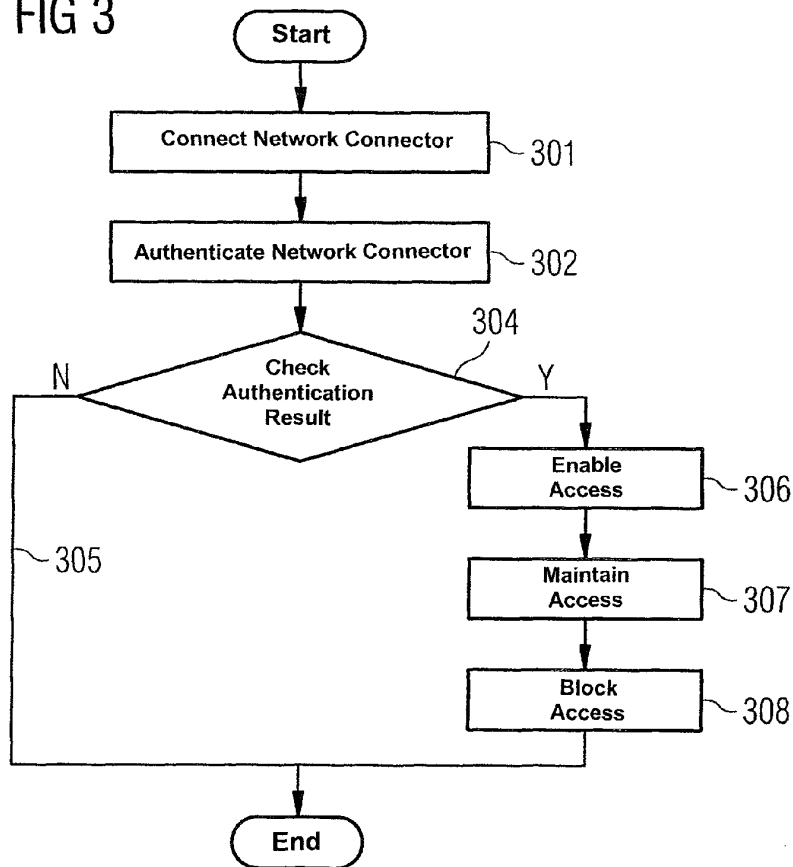 FIG 3
Start
Connect Network Connector
301
Authenticate Network Connector
302
304
N
Check
Authentication
Result
Y
Enable
Access
306
305
Maintain
Access
307
Block
Access
308
End